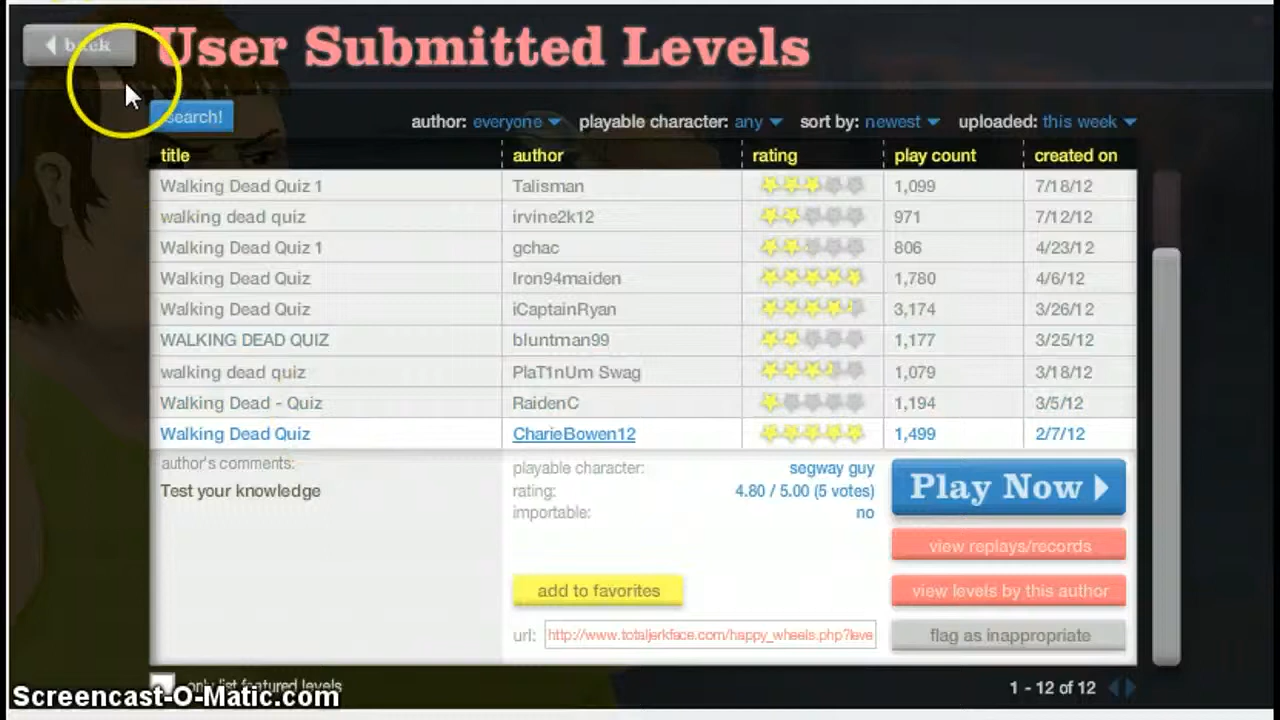 back
User Submitted Levels
search!
author: everyone playable character: any sort by: newest uploaded: this week
title author rating play count created on
Walking Dead Quiz 1 Talisman 1,099 7/18/12
walking dead quiz irvine2k12 971 7/12/12
Walking Dead Quiz 1 gchac 806 4/23/12
Walking Dead Quiz Iron94maiden 1,780 4/6/12
Walking Dead Quiz iCaptainRyan 3,174 3/26/12
WALKING DEAD QUIZ bluntman99 1,177 3/25/12
walking dead quiz PlaT1nUm Swag 1,079 3/18/12
Walking Dead - Quiz RaidenC 1,194 3/5/12
Walking Dead Quiz CharieBowen12 1,499 2/7/12
author's comments:
Test your knowledge
playable character: segway guy
rating: 4.80 / 5.00 (5 votes)
importable: no
Play Now
view replays/records
add to favorites
view levels by this author
url: http://www.totaljerkface.com/happy_wheels.php?leve
flag as inappropriate
only list featured levels
1 - 12 of 12
Screencast-O-Matic.com